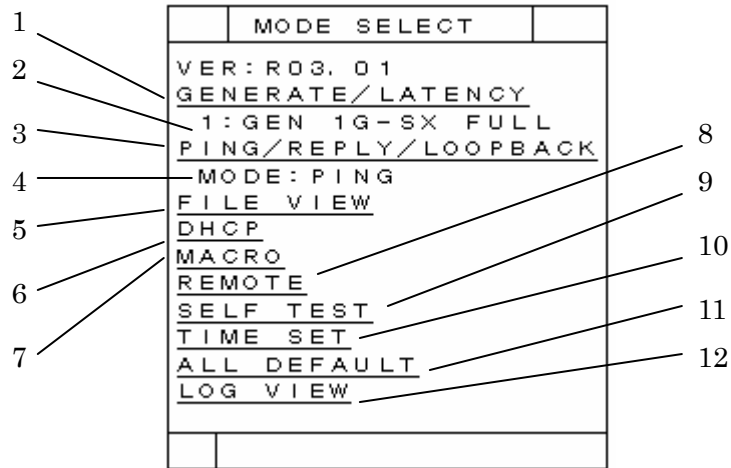 MODE SELECT
VER:R03.01
GENERATE/LATENCY
1:GEN 1G-SX FULL
PING/REPLY/LOOPBACK
MODE:PING
FILE VIEW
DHCP
MACRO
REMOTE
SELF TEST
TIME SET
ALL DEFAULT
LOG VIEW
1
2
3
4
5
6
7
8
9
10
11
12